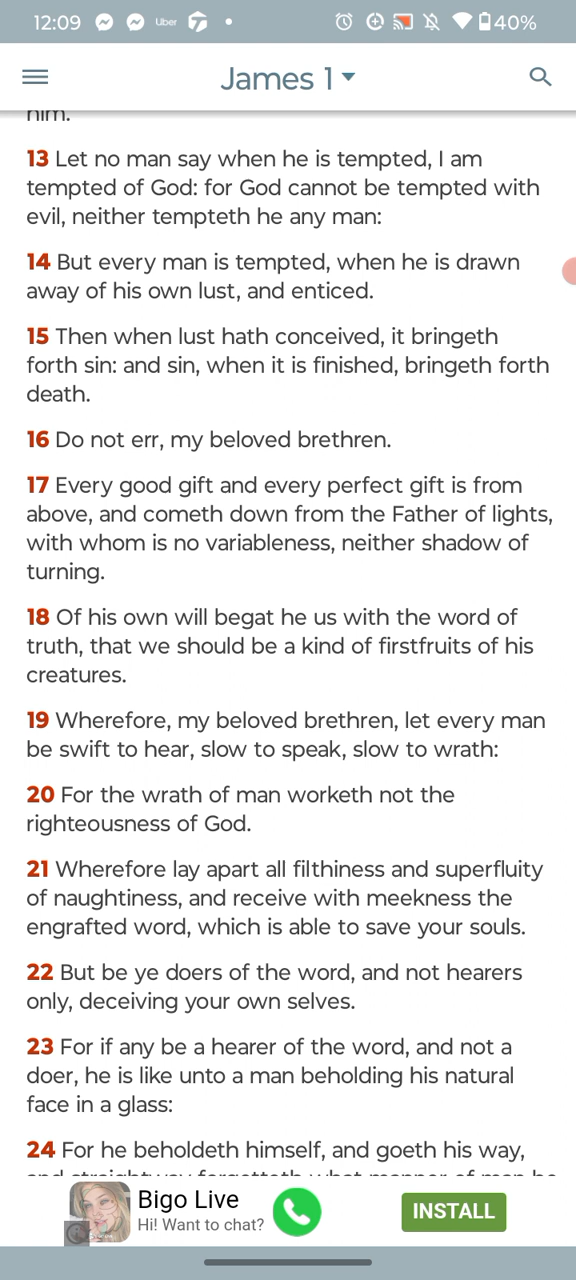 12:09 Uber 40%
James 1
him.
13 Let no man say when he is tempted, I am
tempted of God: for God cannot be tempted with
evil, neither tempteth he any man:
14 But every man is tempted, when he is drawn
away of his own lust, and enticed.
15 Then when lust hath conceived, it bringeth
forth sin: and sin, when it is finished, bringeth forth
death.
16 Do not err, my beloved brethren.
17 Every good gift and every perfect gift is from
above, and cometh down from the Father of lights,
with whom is no variableness, neither shadow of
turning.
18 Of his own will begat he us with the word of
truth, that we should be a kind of firstfruits of his
creatures.
19 Wherefore, my beloved brethren, let every man
be swift to hear, slow to speak, slow to wrath:
20 For the wrath of man worketh not the
righteousness of God.
21 Wherefore lay apart all filthiness and superfluity
of naughtiness, and receive with meekness the
engrafted word, which is able to save your souls.
22 But be ye doers of the word, and not hearers
only, deceiving your own selves.
23 For if any be a hearer of the word, and not a
doer, he is like unto a man beholding his natural
face in a glass:
24 For he beholdeth himself, and goeth his way,
and straightway forgetteth what manner of man he
Bigo Live
Hi! Want to chat?
INSTALL